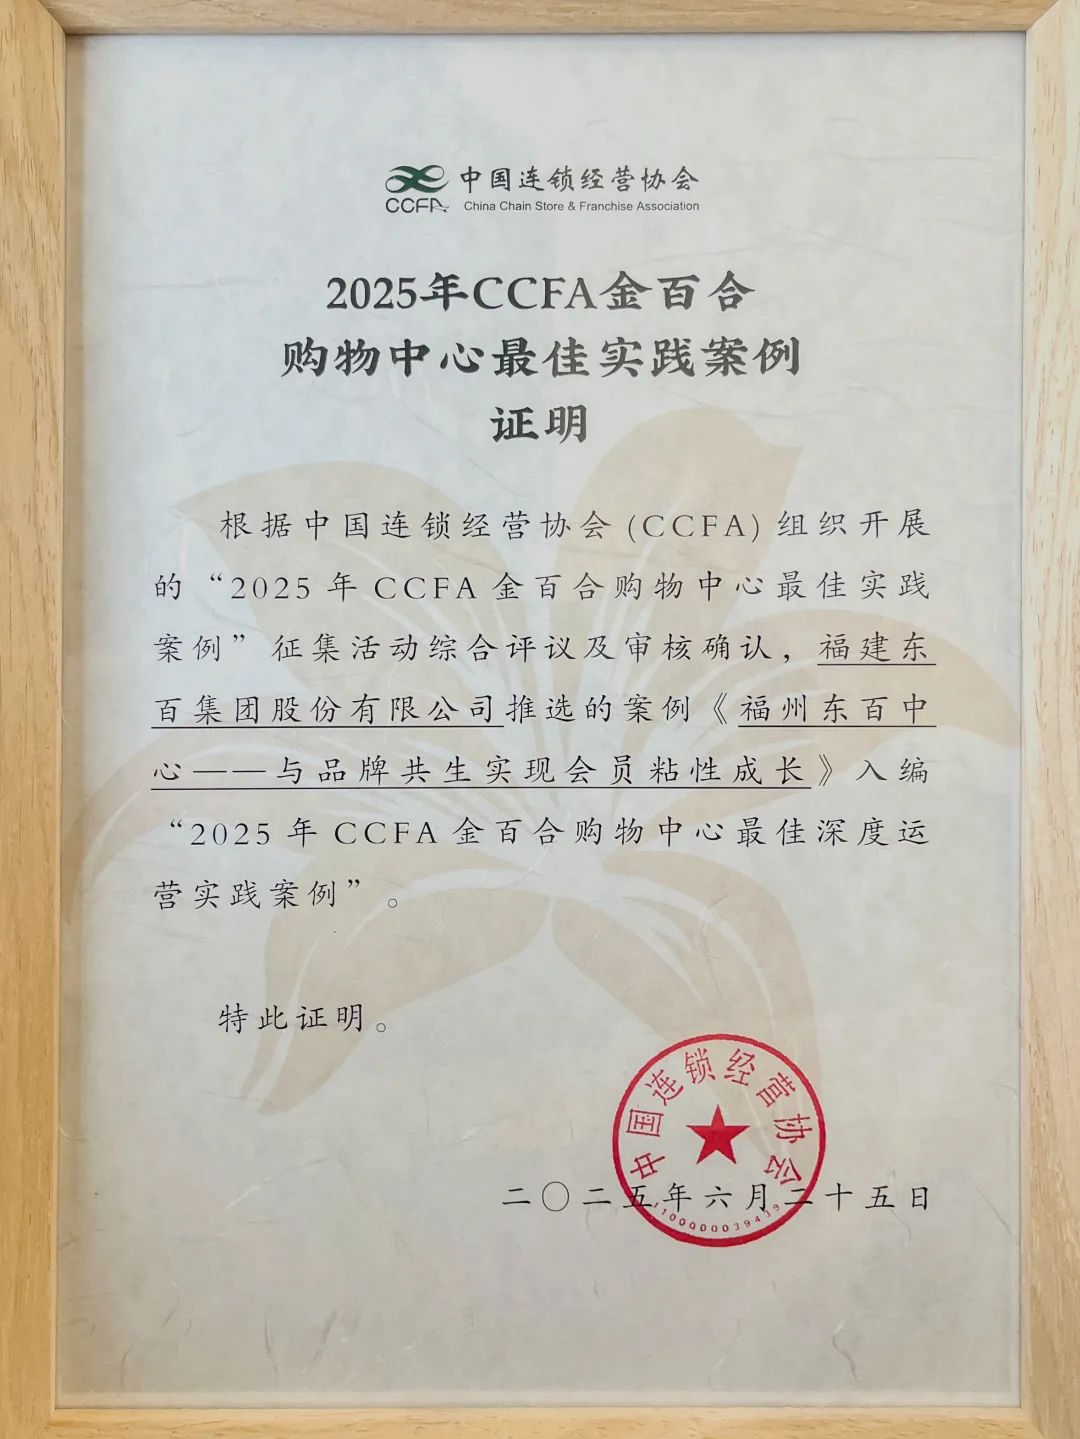 中国连锁经营协会
CCFA China Chain Store & Franchise Association
2025年CCFA金百合
购物中心最佳实践案例
证明
根据中国连锁经营协会(CCFA)组织开展
的“2025年CCFA金百合购物中心最佳实践
案例”征集活动综合评议及审核确认，福建东
百集团股份有限公司推选的案例《福州东百中
心——与品牌共生实现会员粘性成长》入编
“2025年CCFA金百合购物中心最佳深度运
营实践案例”。
特此证明。
中国连锁经营协会
二〇二五年六月二十五日
1100000039439